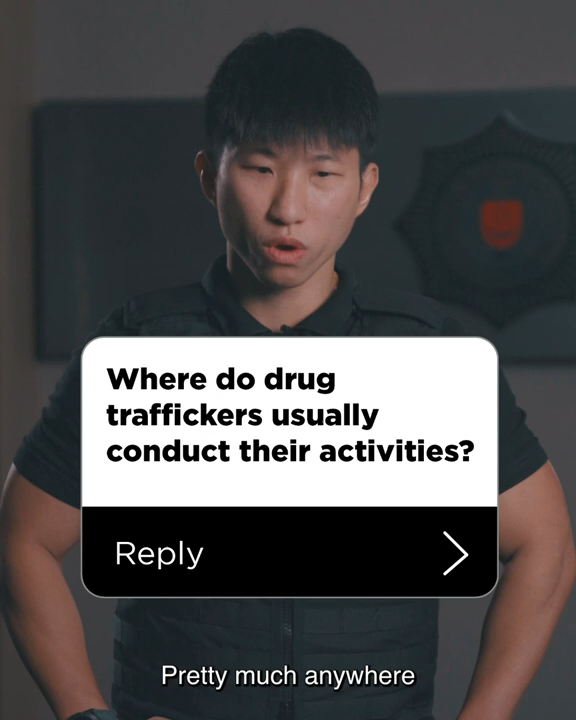 Where do drug
traffickers usually
conduct their activities?
Reply
Pretty much anywhere